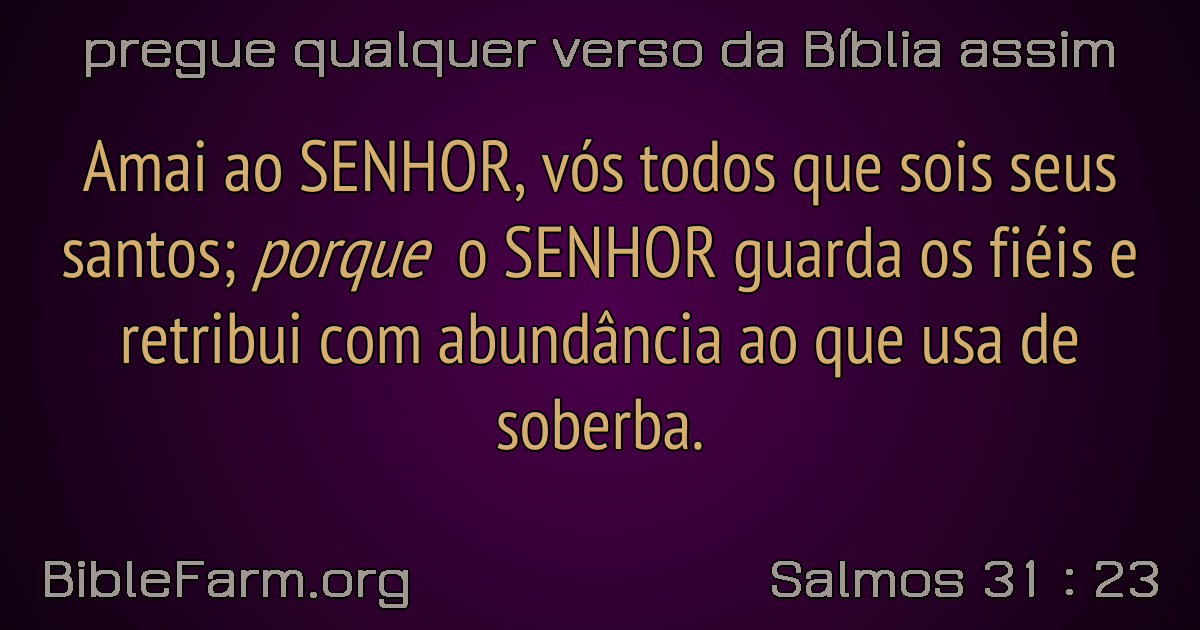 pregue qualquer verso da Bíblia assim
Amai ao SENHOR, vós todos que sois seus
santos; porque o SENHOR guarda os fiéis e
retribui com abundância ao que usa de
soberba.
BibleFarm.org
Salmos 31 : 23